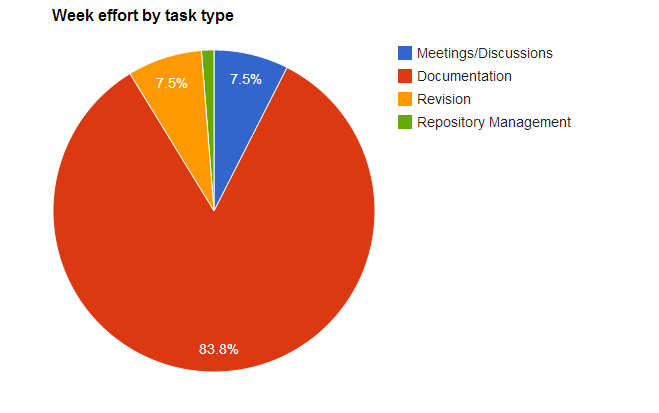 Week effort by task type
Meetings/Discussions
Documentation
Revision
Repository Management
7.5%
7.5%
83.8%